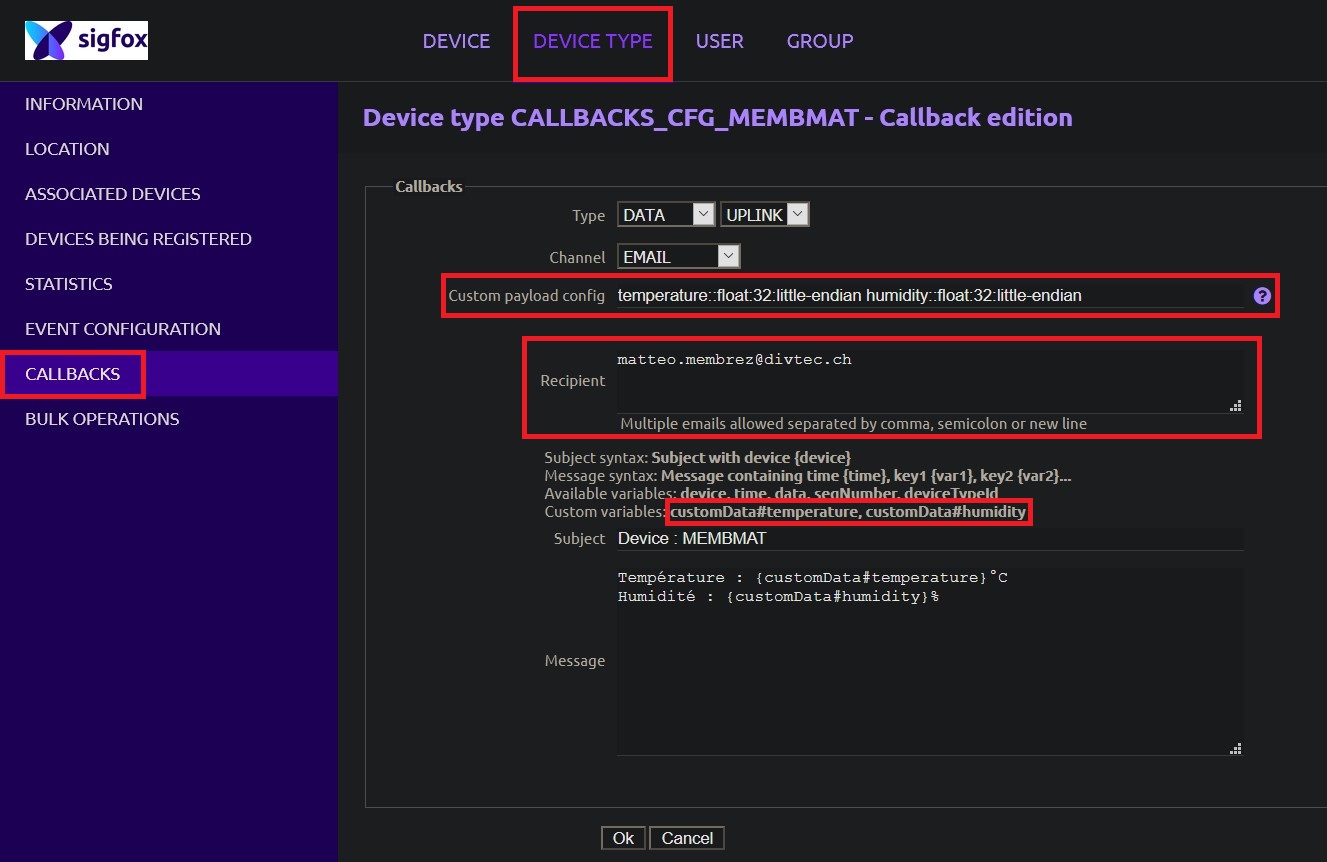 sigfox
DEVICE DEVICE TYPE USER GROUP
INFORMATION
LOCATION
ASSOCIATED DEVICES
DEVICES BEING REGISTERED
STATISTICS
EVENT CONFIGURATION
CALLBACKS
BULK OPERATIONS
Device type CALLBACKS_CFG_MEMBMAT - Callback edition
Callbacks
Type DATA UPLINK
Channel EMAIL
Custom payload config temperature::float:32:little-endian humidity::float:32:little-endian ?
Recipient matteo.membrez@divtec.ch
Multiple emails allowed separated by comma, semicolon or new line
Subject syntax: Subject with device {device}
Message syntax: Message containing time {time}, key1 {var1}, key2 {var2}...
Available variables: device, time, data, seqNumber, deviceTypeId
Custom variables: customData#temperature, customData#humidity
Subject Device : MEMBMAT
Message
Température : {customData#temperature}°C
Humidité : {customData#humidity}%
Ok Cancel